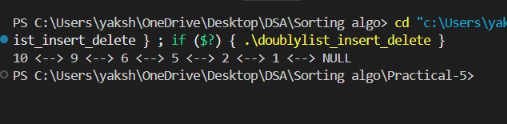 PS C:\Users\yaksh\OneDrive\Desktop\DSA\Sorting algo> cd "c:\Users\yak
ist_insert_delete } ; if ($?) { .\doublylist_insert_delete }
10 <--> 9 <--> 6 <--> 5 <--> 2 <--> 1 <--> NULL
PS C:\Users\yaksh\OneDrive\Desktop\DSA\Sorting algo\Practical-5>